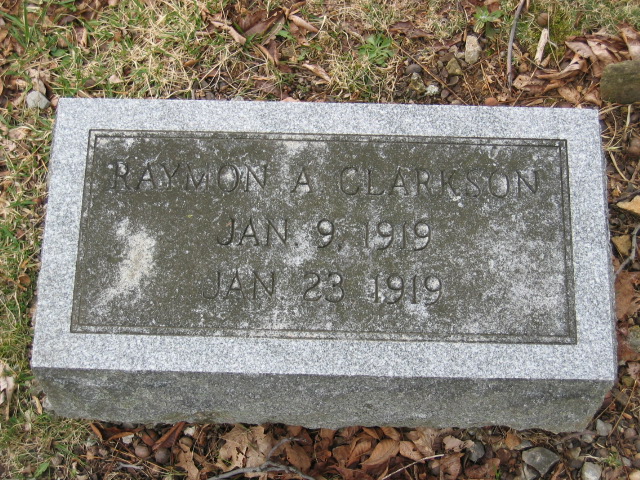 RAYMON A CLARKSON
JAN. 9, 1919
JAN. 23 1919